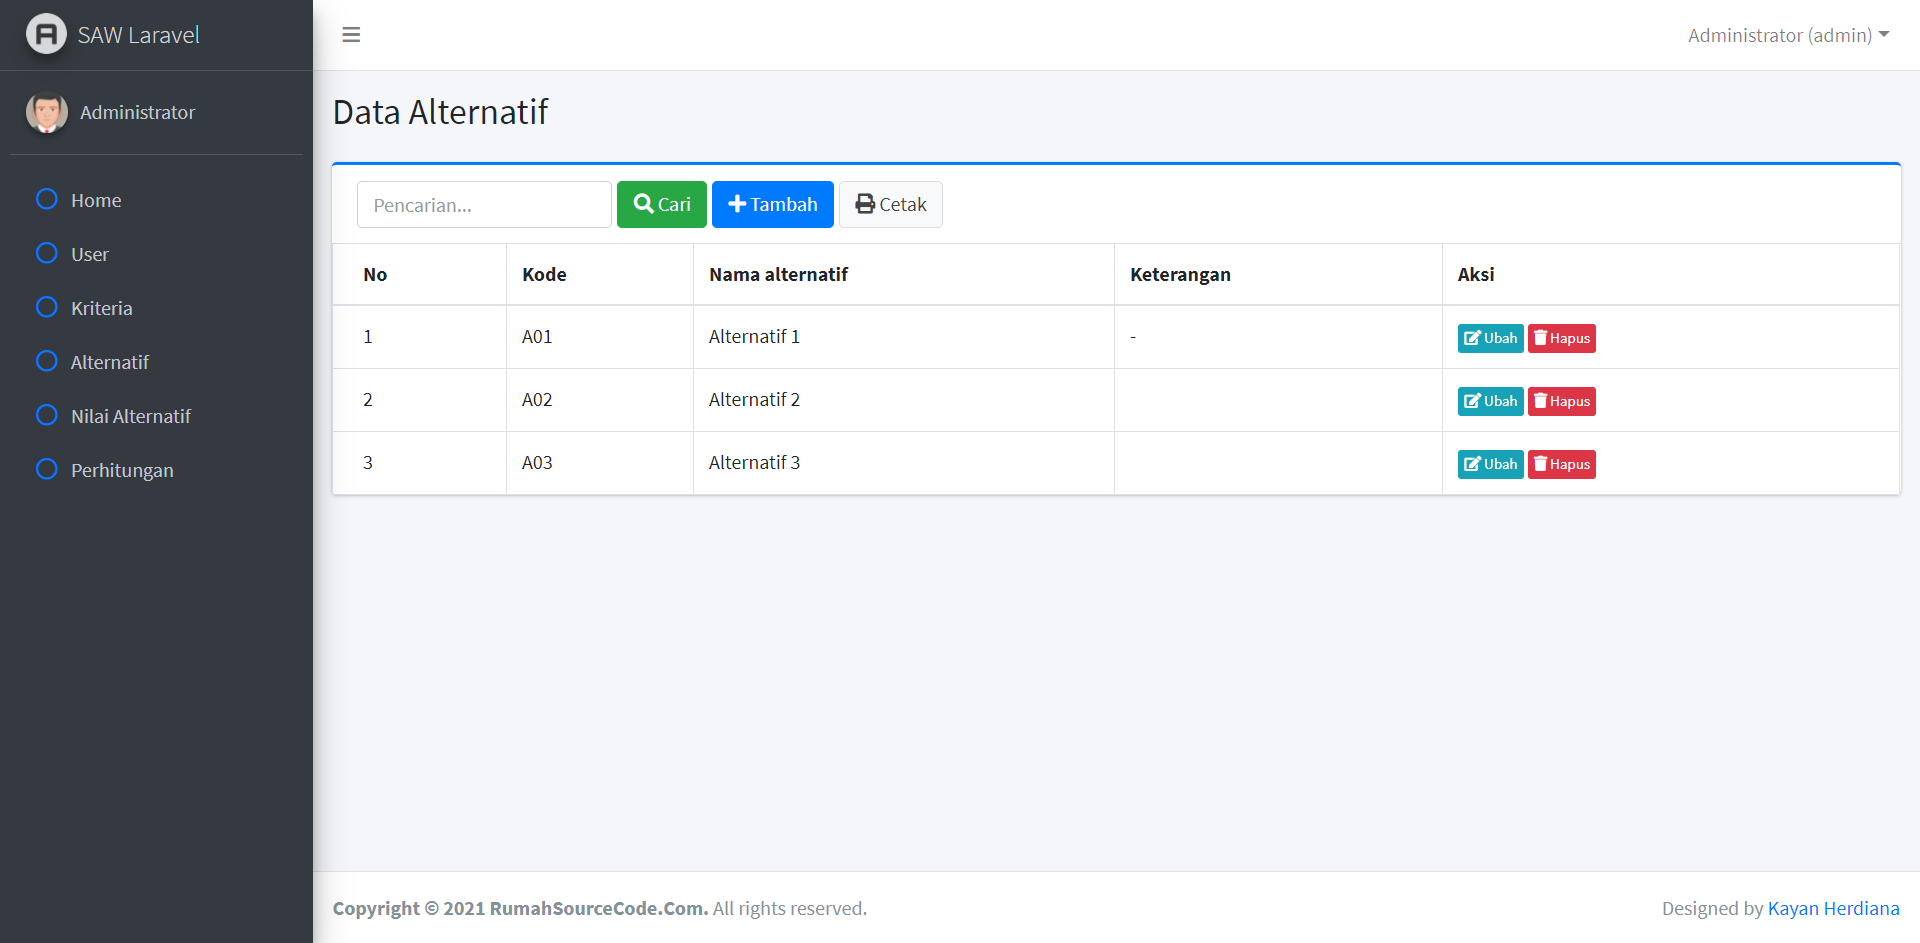 SAW Laravel
Administrator (admin)
Administrator
Home
User
Kriteria
Alternatif
Nilai Alternatif
Perhitungan
Data Alternatif
Pencarian... Cari Tambah Cetak
No Kode Nama alternatif Keterangan Aksi
1 A01 Alternatif 1 - Ubah Hapus
2 A02 Alternatif 2 Ubah Hapus
3 A03 Alternatif 3 Ubah Hapus
Copyright © 2021 RumahSourceCode.Com. All rights reserved.
Designed by Kayan Herdiana